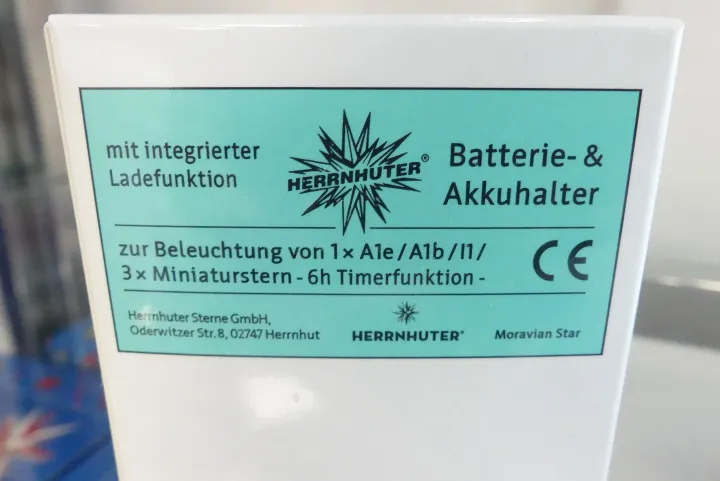 mit integrierter
Ladefunktion
HERRNHUTER®
Batterie- &
Akkuhalter
zur Beleuchtung von 1 x A1e / A1b / I1 /
3 x Miniaturstern - 6h Timerfunktion -
CE
Herrnhuter Sterne GmbH,
Oderwitzer Str. 8, 02747 Herrnhut
HERRNHUTER®
Moravian Star